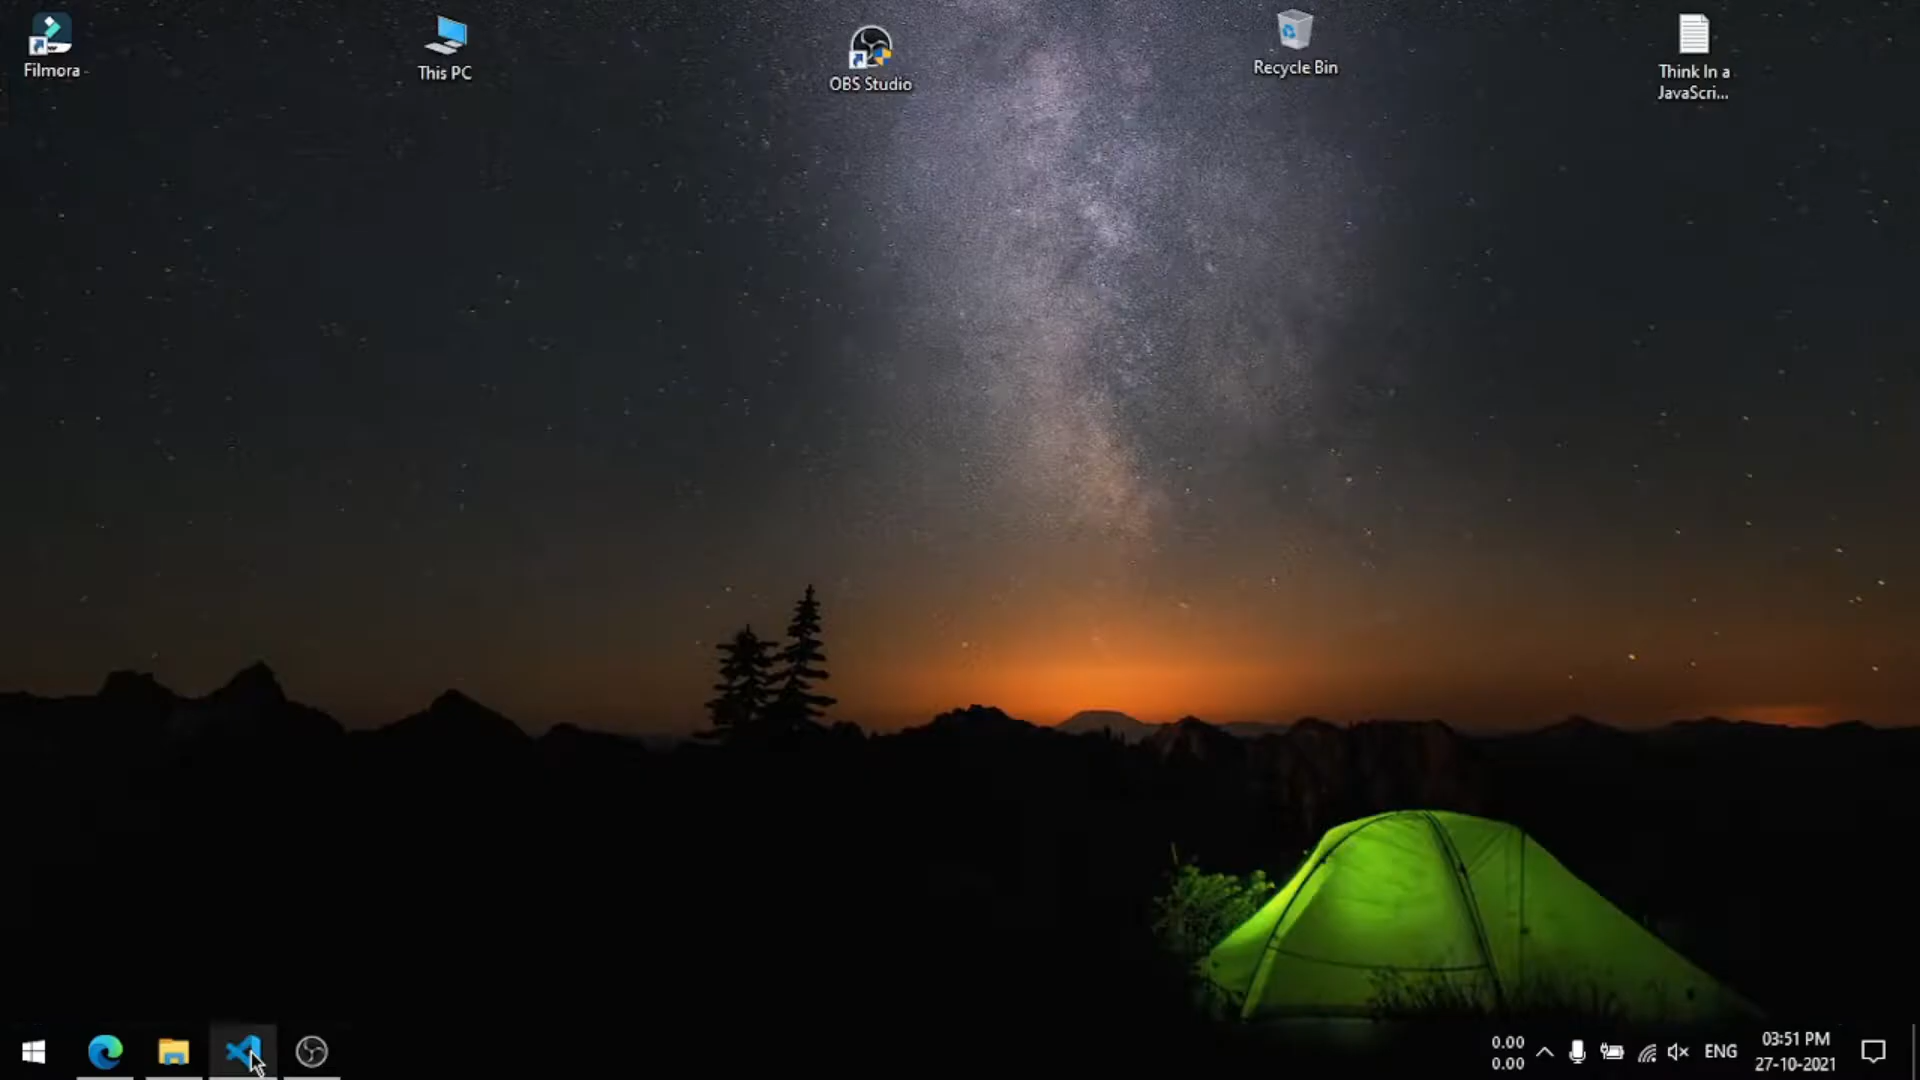 Filmora
This PC
OBS Studio
Recycle Bin
Think In a
JavaScri...
0.00
0.00
ENG
03:51 PM
27-10-2021